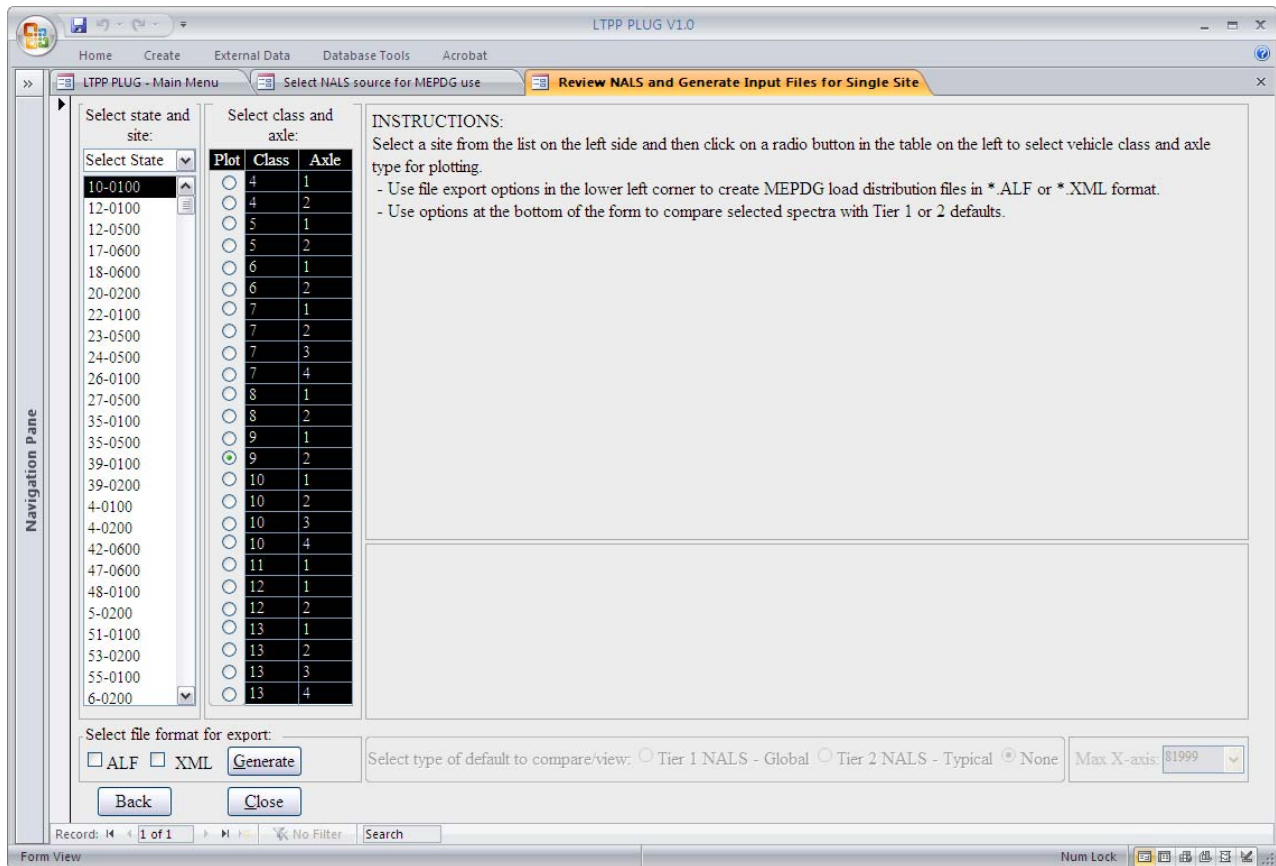 LTPP PLUG V1.0
Home Create External Data Database Tools Acrobat
LTPP PLUG - Main Menu
Select NALS source for MEPDG use
Review NALS and Generate Input Files for Single Site
Navigation Pane
Select state and
site:
Select State
10-0100
12-0100
12-0500
17-0600
18-0600
20-0200
22-0100
23-0500
24-0500
26-0100
27-0500
35-0100
35-0500
39-0100
39-0200
4-0100
4-0200
42-0600
47-0600
48-0100
5-0200
51-0100
53-0200
55-0100
6-0200
Select class and
axle:
Plot Class Axle
4 1
4 2
5 1
5 2
6 1
6 2
7 1
7 2
7 3
7 4
8 1
8 2
9 1
9 2
10 1
10 2
10 3
10 4
11 1
12 1
12 2
13 1
13 2
13 3
13 4
INSTRUCTIONS:
Select a site from the list on the left side and then click on a radio button in the table on the left to select vehicle class and axle
type for plotting.
- Use file export options in the lower left corner to create MEPDG load distribution files in *.ALF or *.XML format.
- Use options at the bottom of the form to compare selected spectra with Tier 1 or 2 defaults.
Select file format for export:
ALF XML Generate
Select type of default to compare/view: Tier 1 NALS - Global Tier 2 NALS - Typical None
Max X-axis: 81999
Back Close
Record: 1 of 1 No Filter Search
Form View
Num Lock